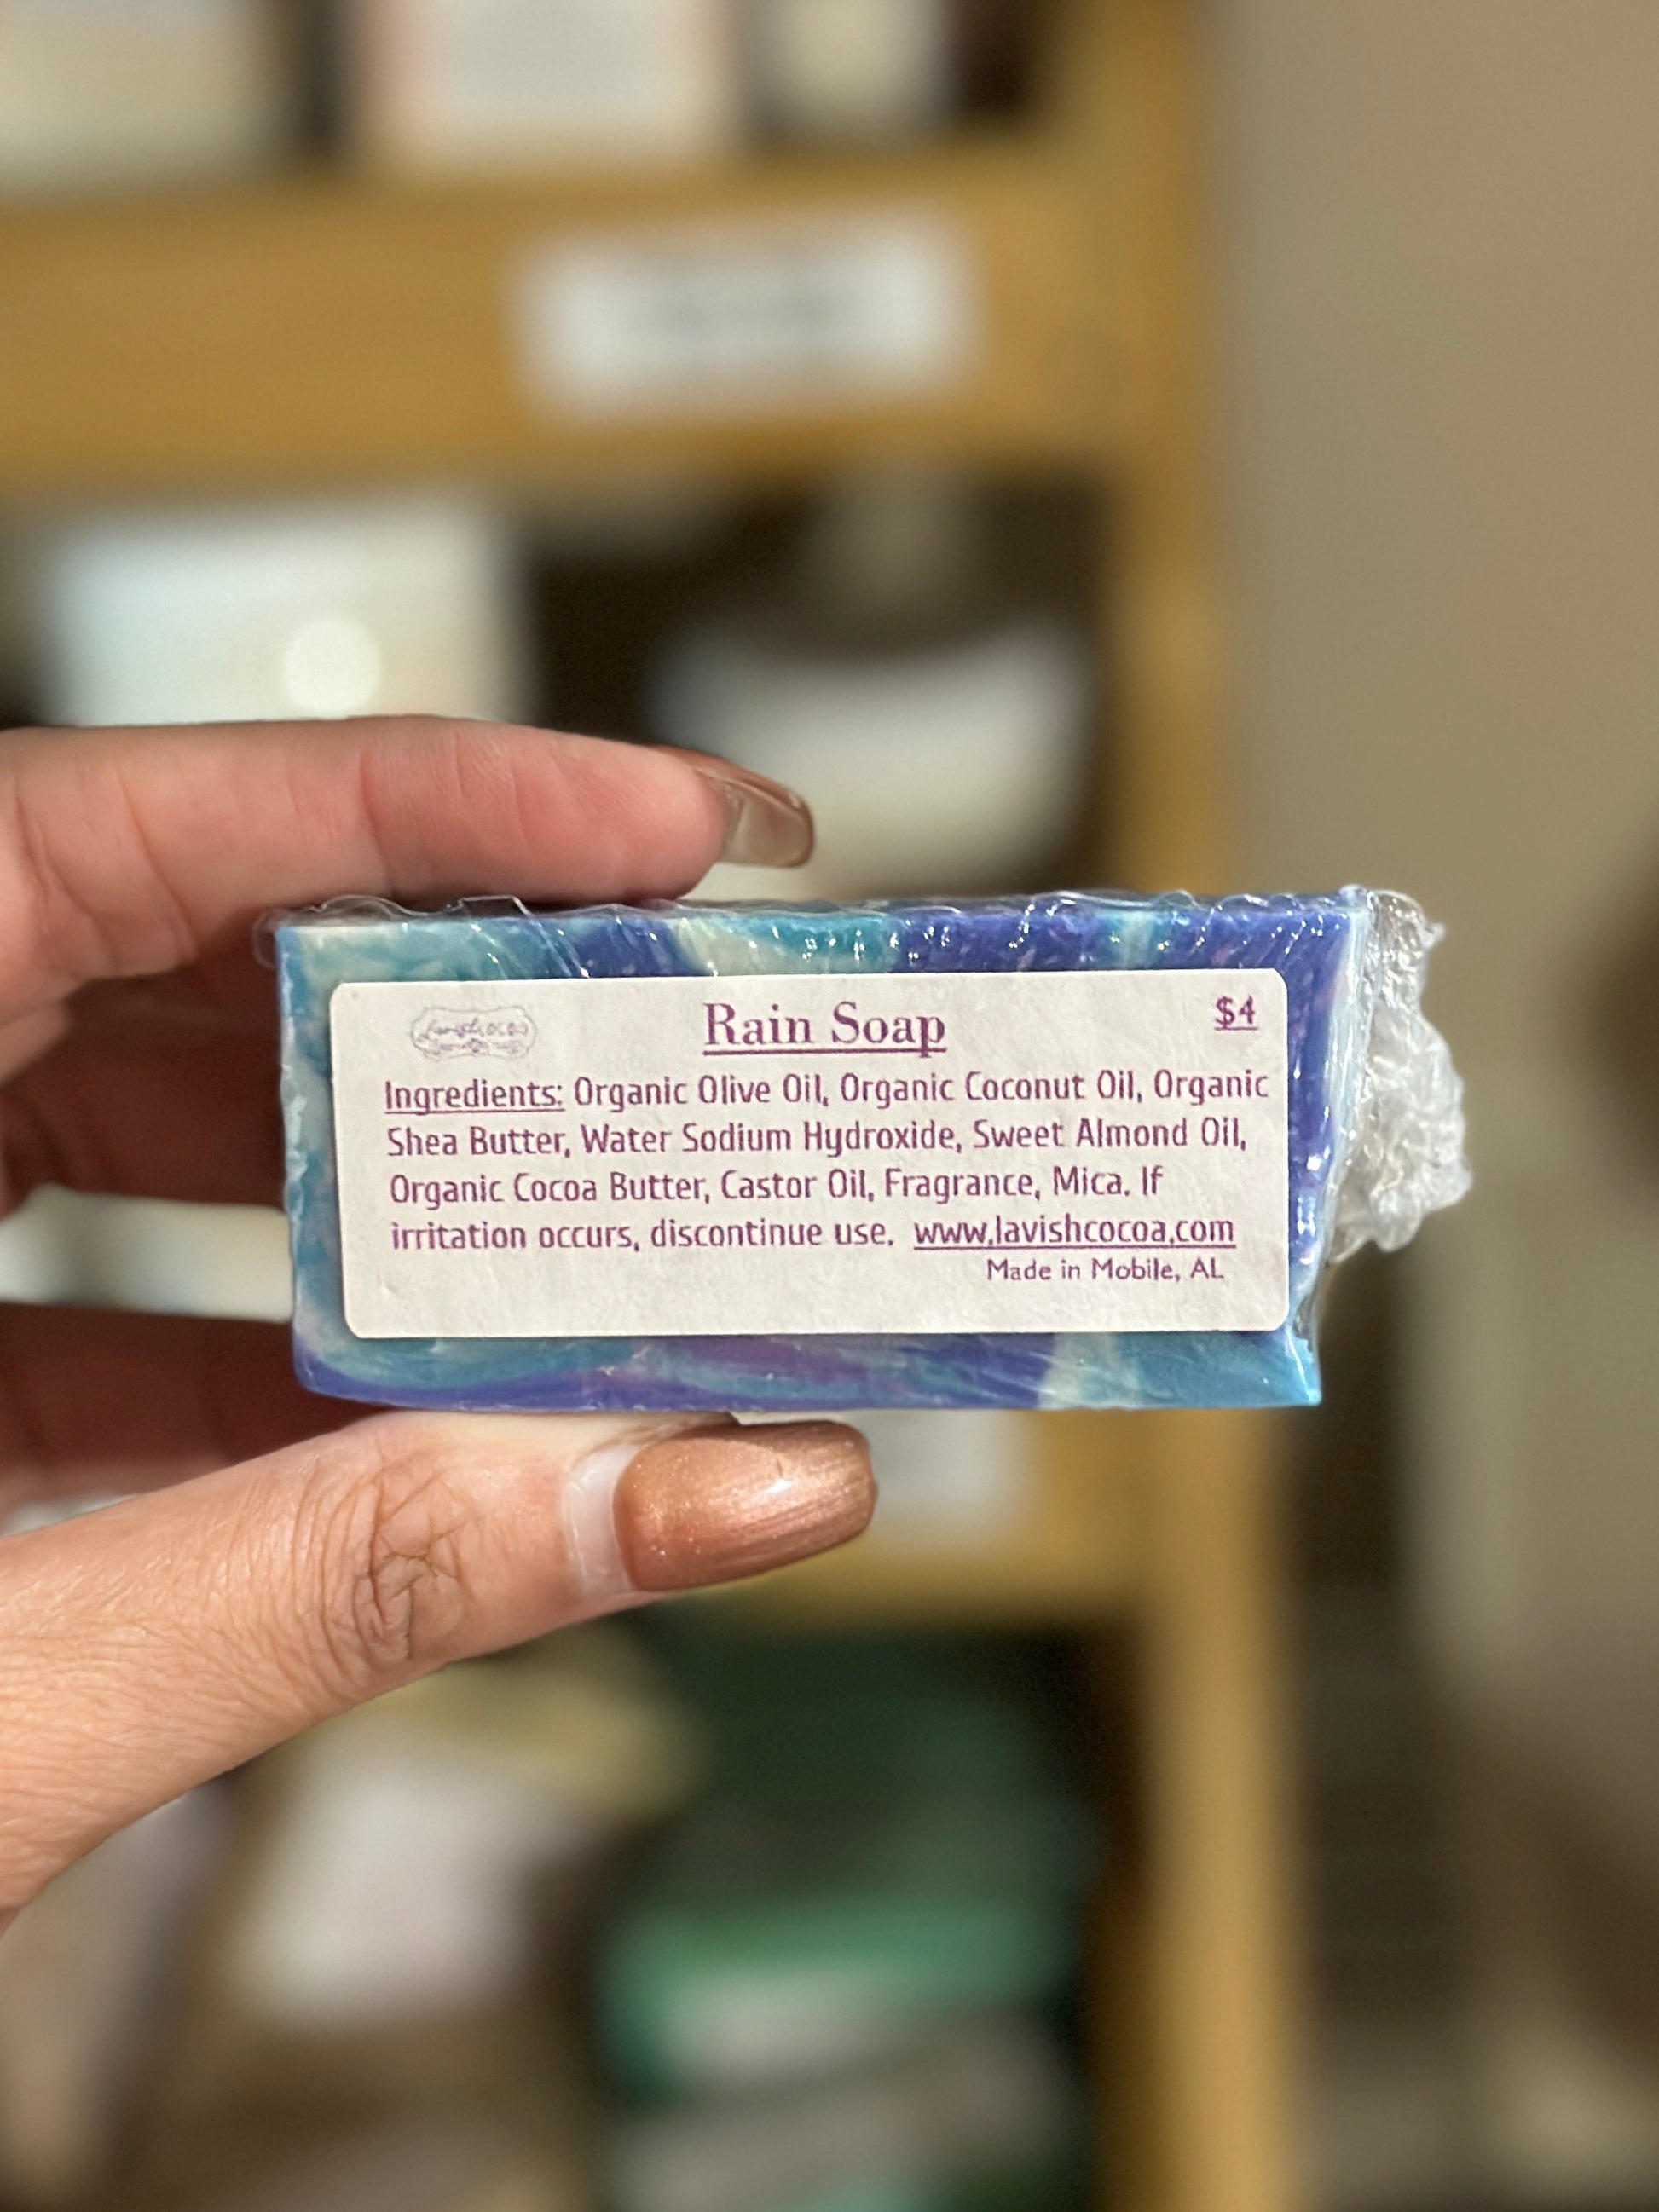 Rain Soap
$4
Ingredients: Organic Olive Oil, Organic Coconut Oil, Organic
Shea Butter, Water Sodium Hydroxide, Sweet Almond Oil,
Organic Cocoa Butter, Castor Oil, Fragrance, Mica. If
irritation occurs, discontinue use. www.lavishcocoa.com
Made in Mobile, AL